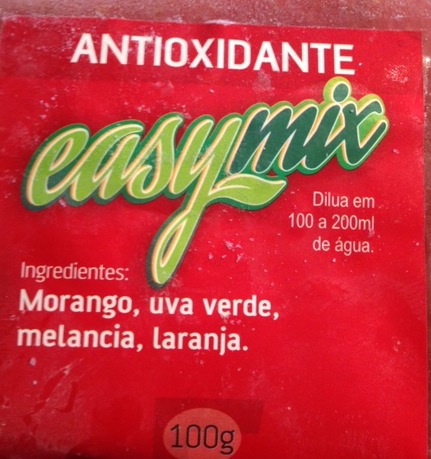 ANTIOXIDANTE
easymix
Dilua em
100 a 200ml
de água.
Ingredientes:
Morango, uva verde,
melancia, laranja.
100g